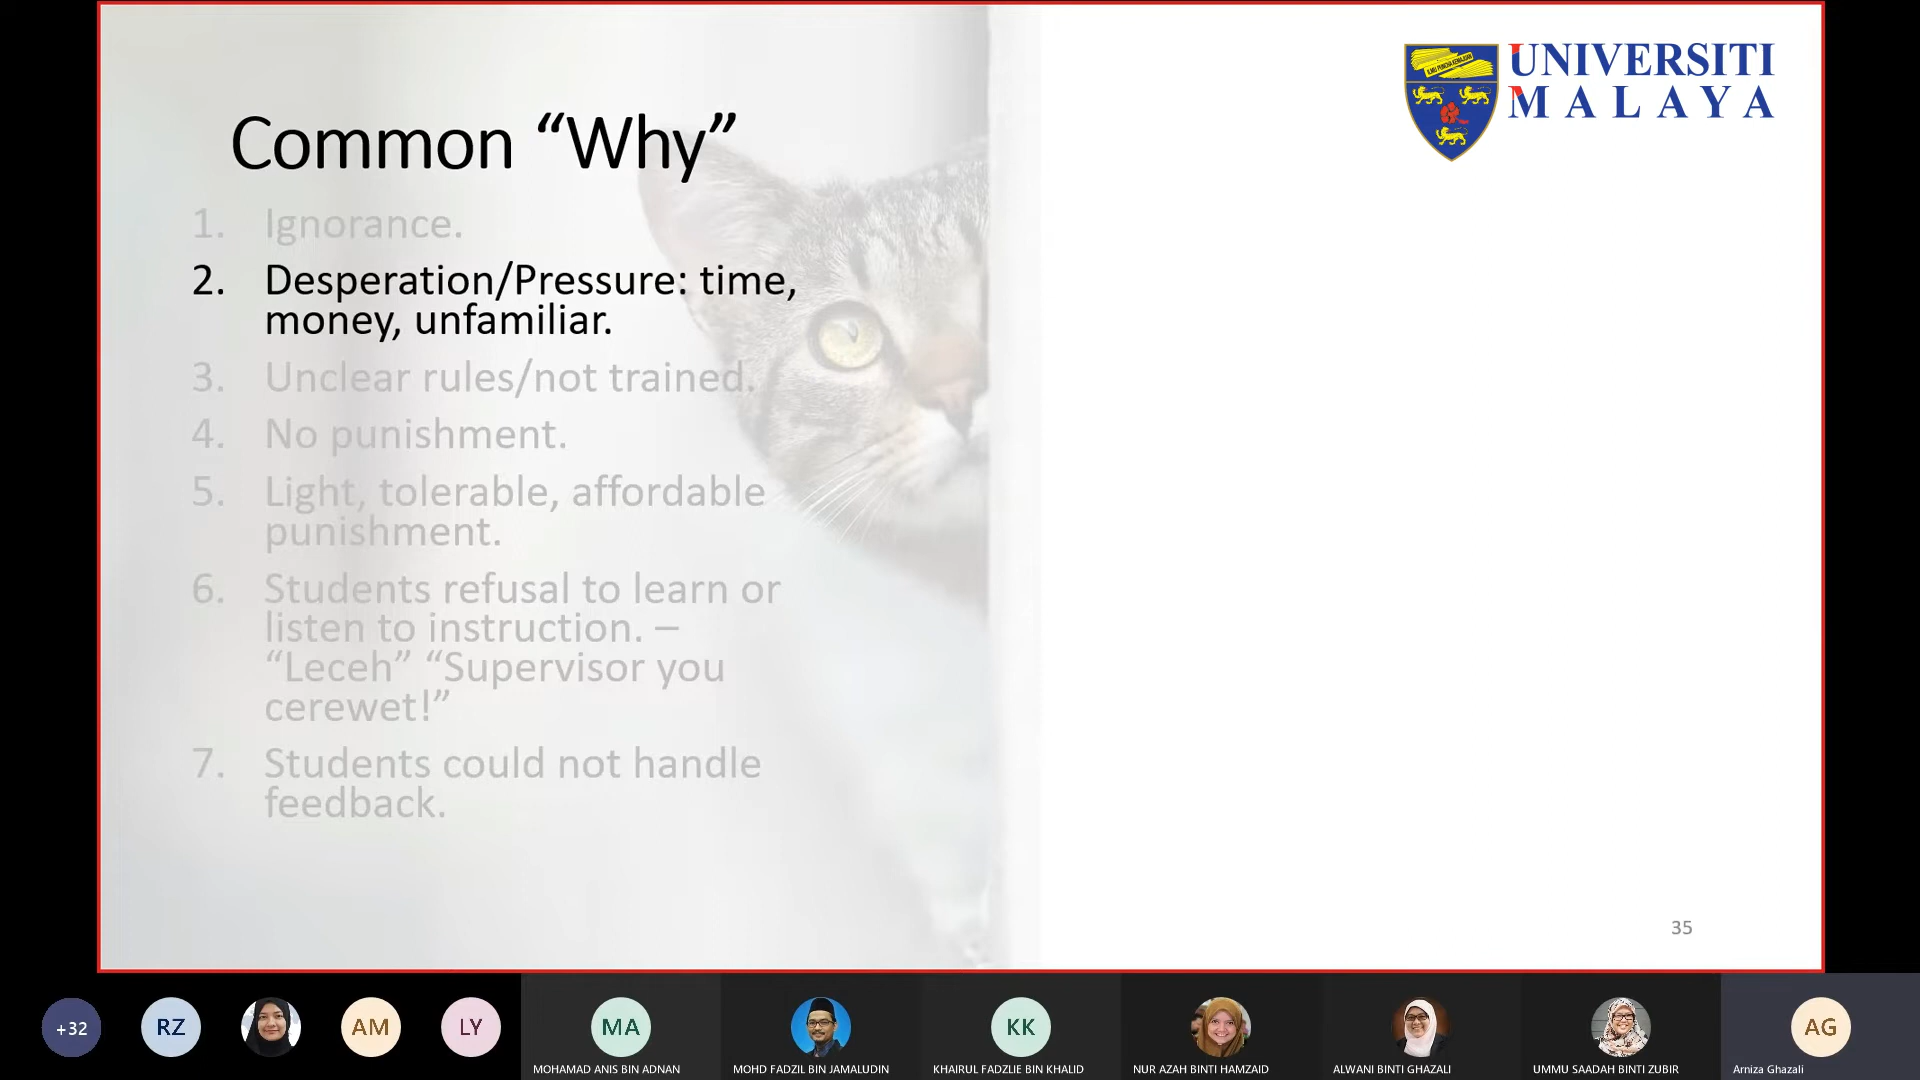 UNIVERSITI
MALAYA
ILMU PUNCA KEMAJUAN
Common “Why”
1. Ignorance.
2. Desperation/Pressure: time,
money, unfamiliar.
3. Unclear rules/not trained.
4. No punishment.
5. Light, tolerable, affordable
punishment.
6. Students refusal to learn or
listen to instruction. –
“Leceh” “Supervisor you
cerewet!”
7. Students could not handle
feedback.
35
+32
RZ
AM
LY
MA
KK
AG
MOHAMAD ANIS BIN ADNAN
MOHD FADZIL BIN JAMALUDIN
KHAIRUL FADZLIE BIN KHALID
NUR AZAH BINTI HAMZAID
ALWANI BINTI GHAZALI
UMMU SAADAH BINTI ZUBIR
Arniza Ghazali